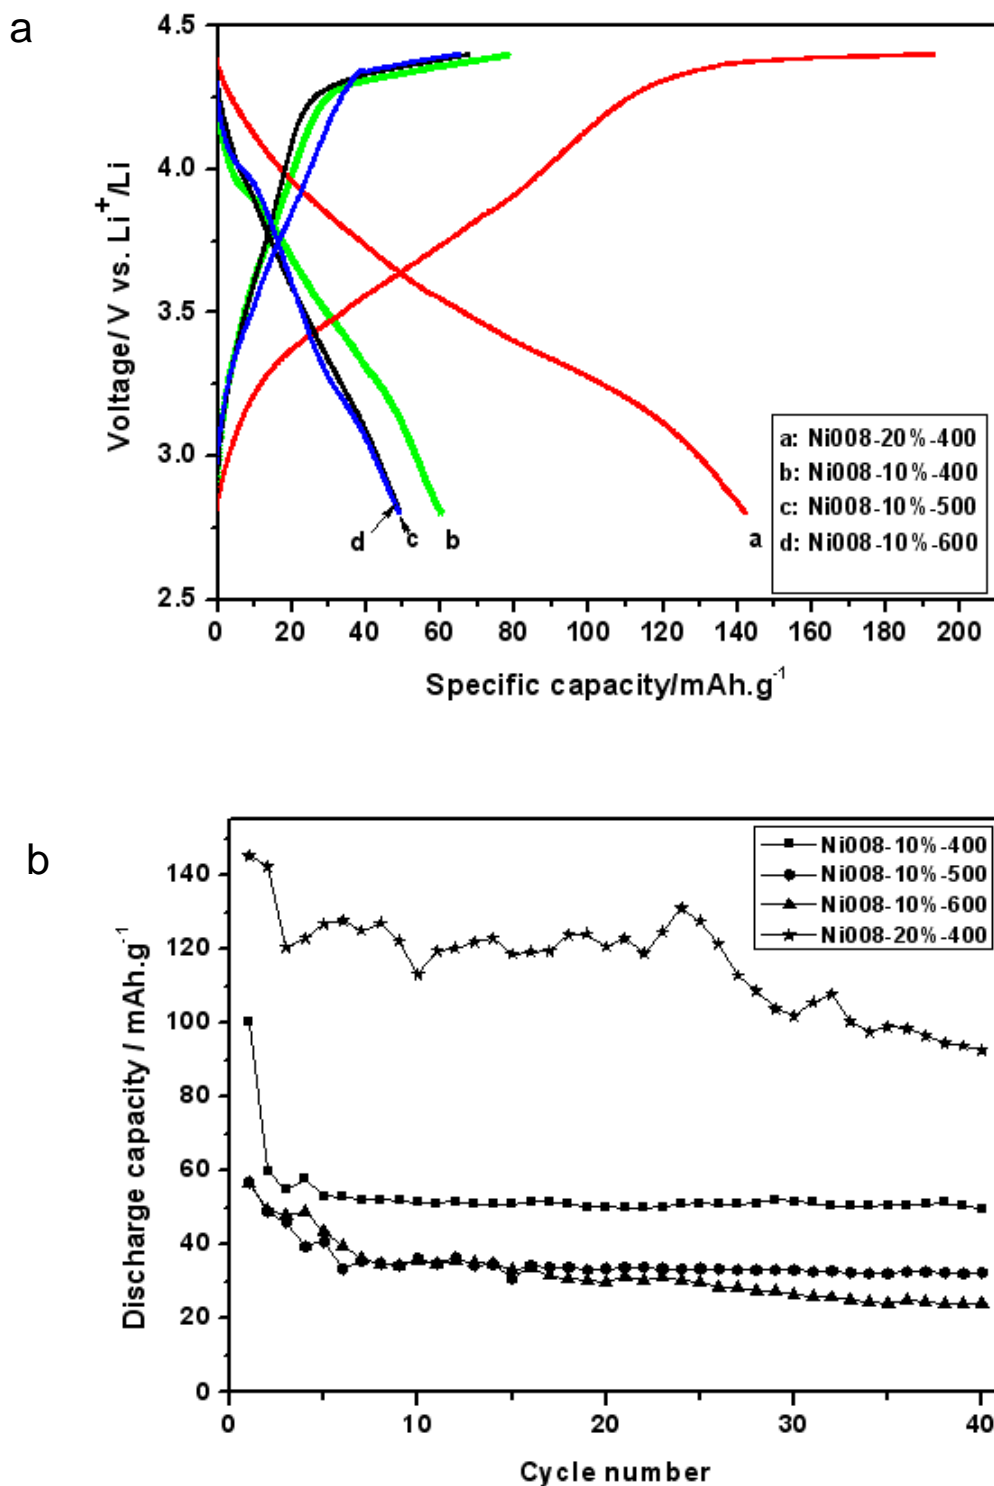 a
4.5
4.0
3.5
3.0
2.5
Voltage/ V vs. Li⁺/Li
a: Ni008-20%-400
b: Ni008-10%-400
c: Ni008-10%-500
d: Ni008-10%-600
d c b a
0 20 40 60 80 100 120 140 160 180 200
Specific capacity/mAh.g⁻¹
b
140
120
100
80
60
40
20
0
Discharge capacity / mAh.g⁻¹
Ni008-10%-400
Ni008-10%-500
Ni008-10%-600
Ni008-20%-400
0 10 20 30 40
Cycle number